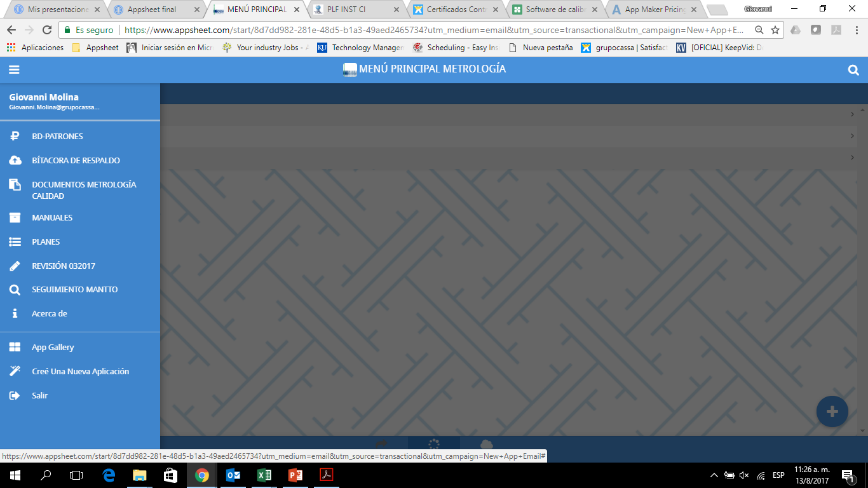 Mis presentacione
Appsheet final
MENÚ PRINCIPAL
PLF INST CI
Certificados Cont
Software de calib
App Maker Pricin
Giovanni
Es seguro
https://www.appsheet.com/start/8d7dd982-281e-48d5-b1a3-49aed2465734?utm_medium=email&utm_source=transactional&utm_campaign=New+App+E...
Aplicaciones
Appsheet
Iniciar sesión en Micr
Your industry Jobs - A
Technology Manager
Scheduling - Easy Ins
Nueva pestaña
grupocassa | Satisfac
[OFICIAL] KeepVid: D
MENÚ PRINCIPAL METROLOGÍA
Giovanni Molina
Giovanni.Molina@grupocassa...
BD-PATRONES
BÍTACORA DE RESPALDO
DOCUMENTOS METROLOGÍA
CALIDAD
MANUALES
PLANES
REVISIÓN 032017
SEGUIMIENTO MANTTO
Acerca de
App Gallery
Creé Una Nueva Aplicación
Salir
https://www.appsheet.com/start/8d7dd982-281e-48d5-b1a3-49aed2465734?utm_medium=email&utm_source=transactional&utm_campaign=New+App+Email#
ESP
11:26 a. m.
13/8/2017
1